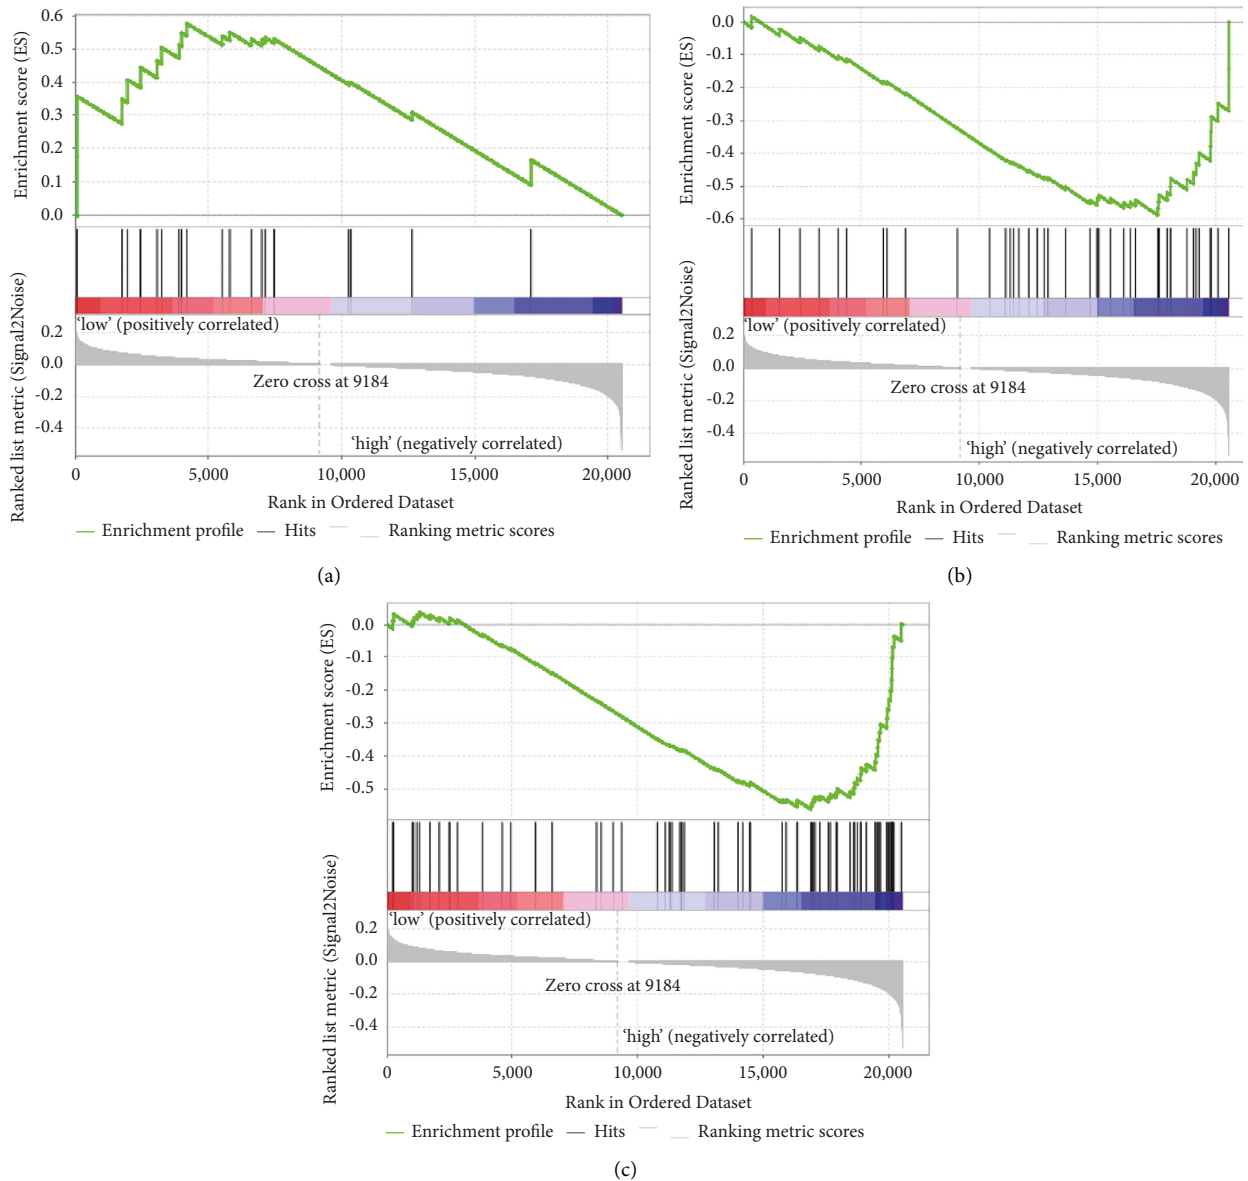 0.6
0.5
0.4
0.3
0.2
0.1
0.0
Enrichment score (ES)
'low' (positively correlated)
0.2
0.0
-0.2
-0.4
Ranked list metric (Signal2Noise)
Zero cross at 9184
'high' (negatively correlated)
0 5,000 10,000 15,000 20,000
Rank in Ordered Dataset
Enrichment profile Hits Ranking metric scores
(a)
0.0
-0.1
-0.2
-0.3
-0.4
-0.5
-0.6
Enrichment score (ES)
'low' (positively correlated)
0.2
0.0
-0.2
-0.4
Ranked list metric (Signal2Noise)
Zero cross at 9184
'high' (negatively correlated)
0 5,000 10,000 15,000 20,000
Rank in Ordered Dataset
Enrichment profile Hits Ranking metric scores
(b)
0.0
-0.1
-0.2
-0.3
-0.4
-0.5
Enrichment score (ES)
'low' (positively correlated)
0.2
0.0
-0.2
-0.4
Ranked list metric (Signal2Noise)
Zero cross at 9184
'high' (negatively correlated)
0 5,000 10,000 15,000 20,000
Rank in Ordered Dataset
Enrichment profile Hits Ranking metric scores
(c)